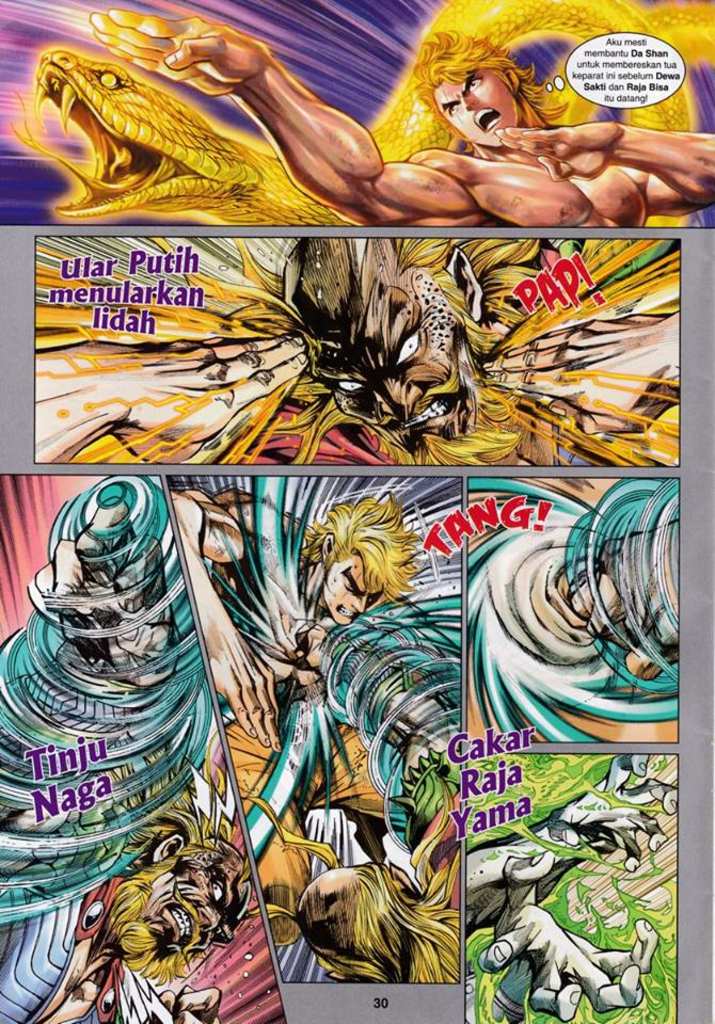 Aku mesti
membantu Da Shan
untuk membereskan tua
keparat ini sebelum Dewa
Sakti dan Raja Bisa
itu datang!
Ular Putih
menularkan
lidah
PAP!
TANG!
Tinju
Naga
Cakar
Raja
Yama
30